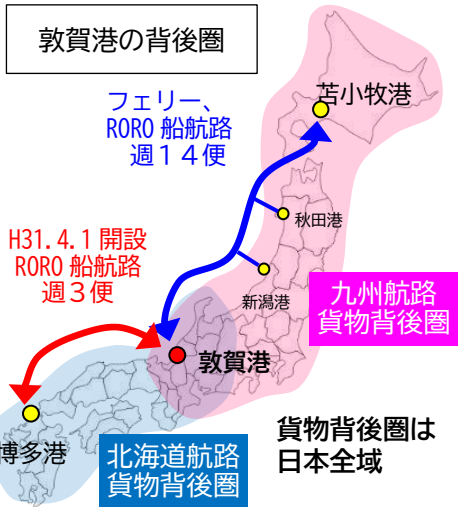 敦賀港の背後圏
苫小牧港
フェリー、
RORO 船航路
週１４便
秋田港
H31.4.1 開設
RORO 船航路
週３便
新潟港
九州航路
貨物背後圏
敦賀港
博多港
北海道航路
貨物背後圏
貨物背後圏は
日本全域